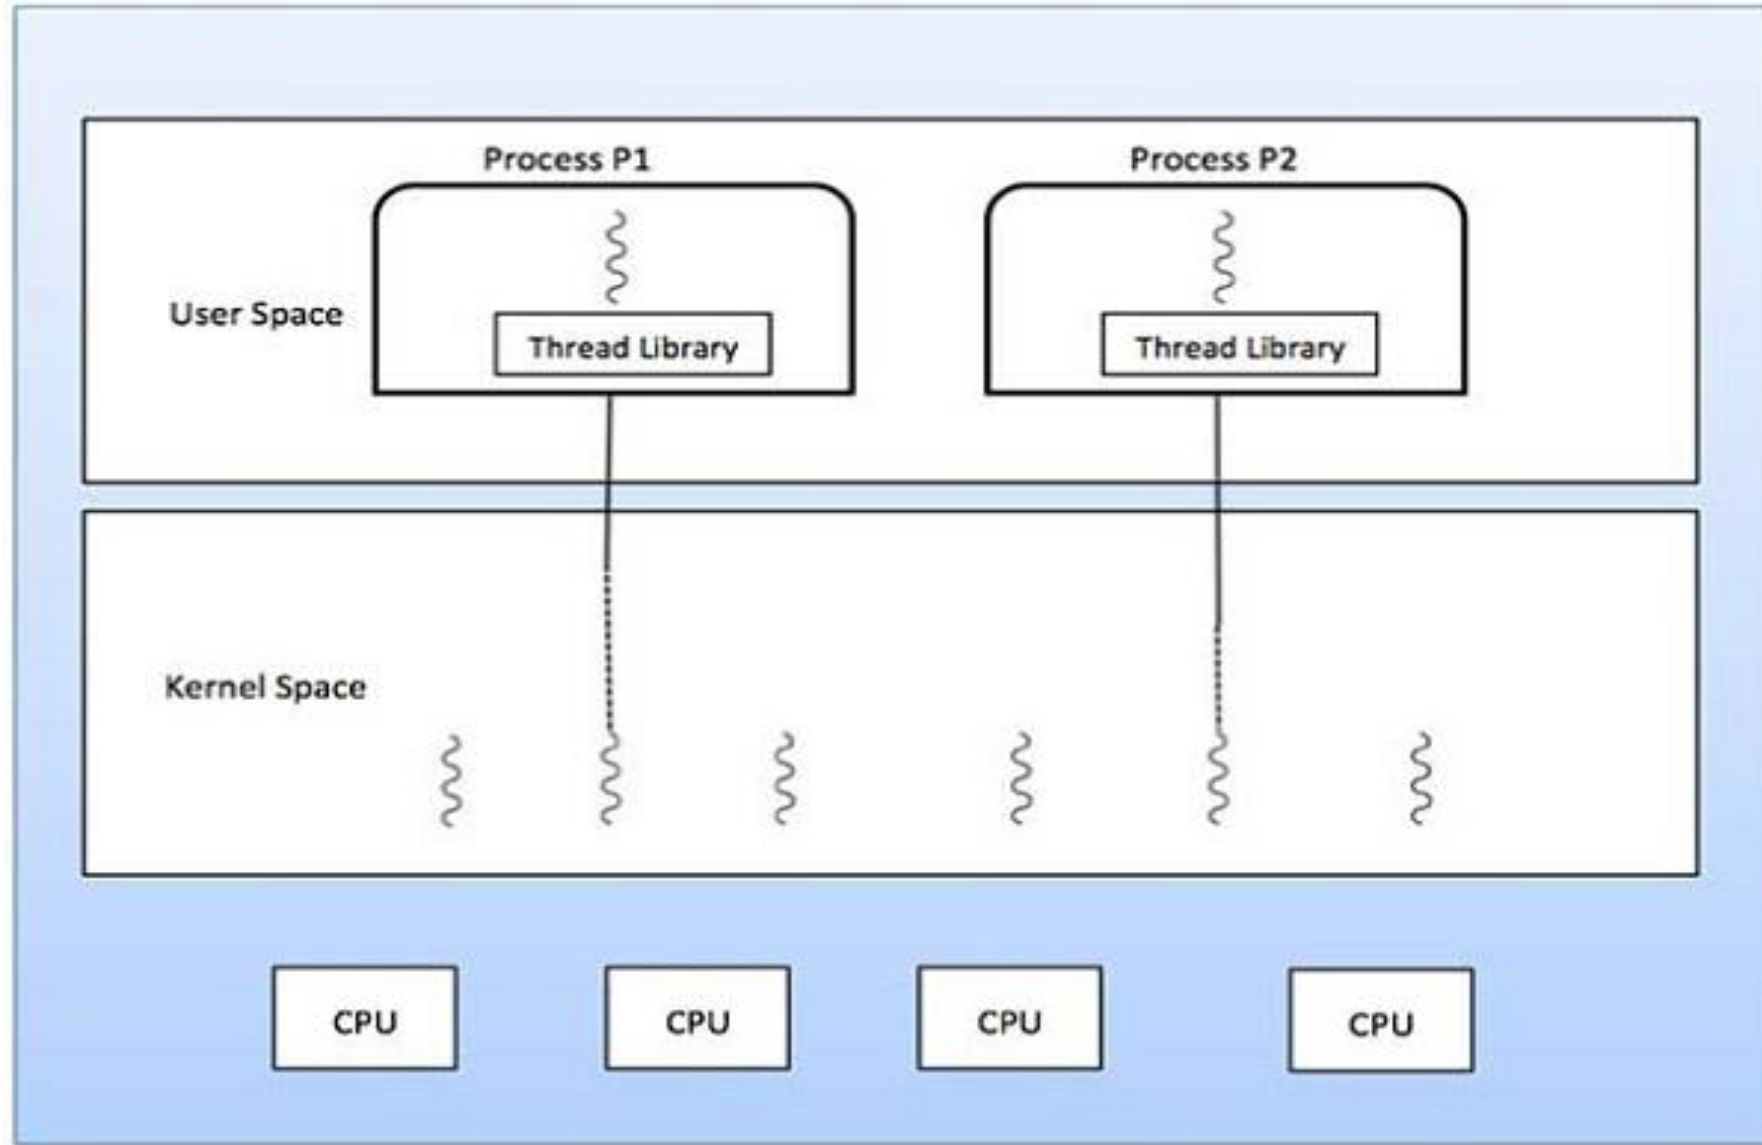 Process P1
Process P2
User Space
Thread Library
Thread Library
Kernel Space
CPU
CPU
CPU
CPU